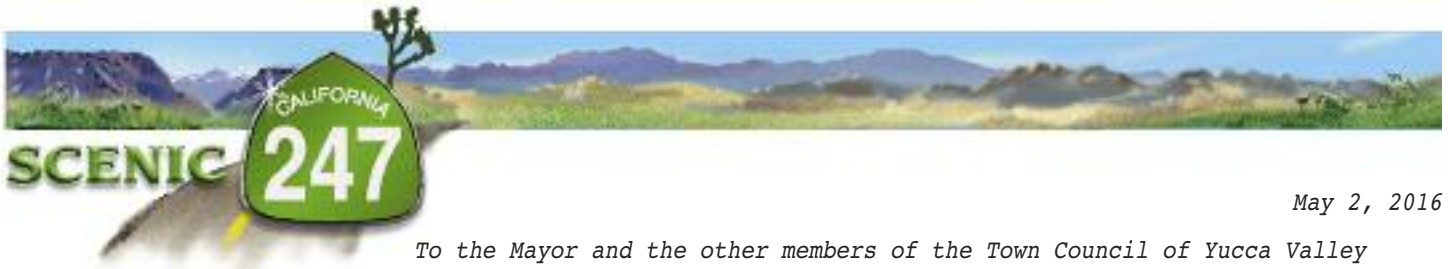 CALIFORNIA
SCENIC 247
May 2, 2016
To the Mayor and the other members of the Town Council of Yucca Valley